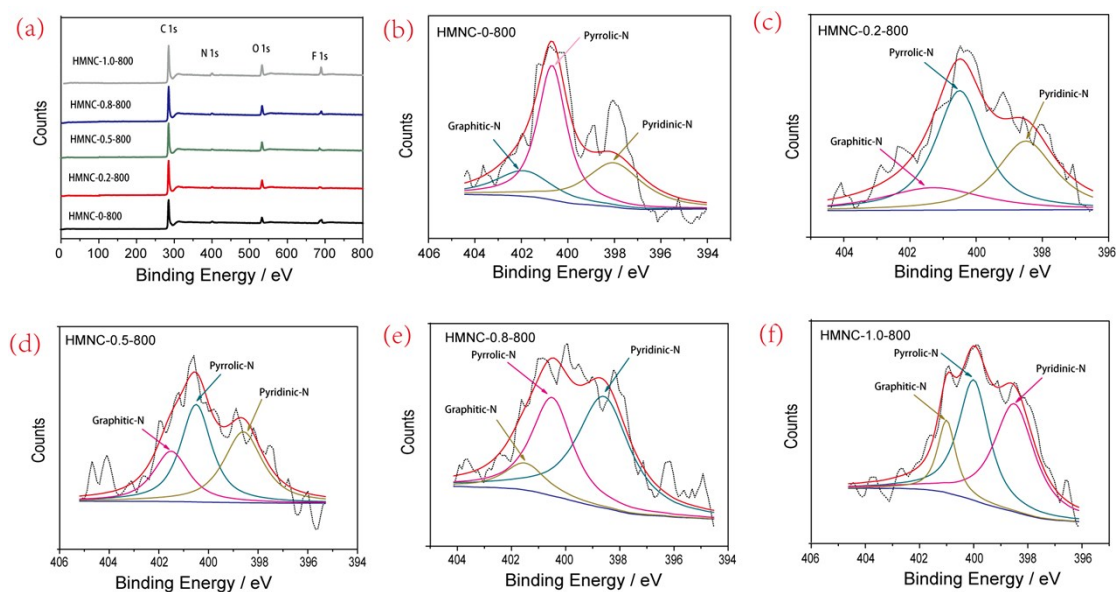 (a)
Counts
C 1s
N 1s
O 1s
F 1s
HMNC-1.0-800
HMNC-0.8-800
HMNC-0.5-800
HMNC-0.2-800
HMNC-0-800
0 100 200 300 400 500 600 700 800
Binding Energy / eV
(b)
HMNC-0-800
Counts
Pyrrolic-N
Graphitic-N
Pyridinic-N
406 404 402 400 398 396 394
Binding Energy / eV
(c)
HMNC-0.2-800
Counts
Pyrrolic-N
Pyridinic-N
Graphitic-N
404 402 400 398 396
Binding Energy / eV
(d)
HMNC-0.5-800
Counts
Pyrrolic-N
Graphitic-N
Pyridinic-N
406 404 402 400 398 396 394
Binding Energy / eV
(e)
HMNC-0.8-800
Counts
Pyrrolic-N
Pyridinic-N
Graphitic-N
404 402 400 398 396
Binding Energy / eV
(f)
HMNC-1.0-800
Counts
Pyrrolic-N
Graphitic-N
Pyridinic-N
406 404 402 400 398 396
Binding Energy / eV